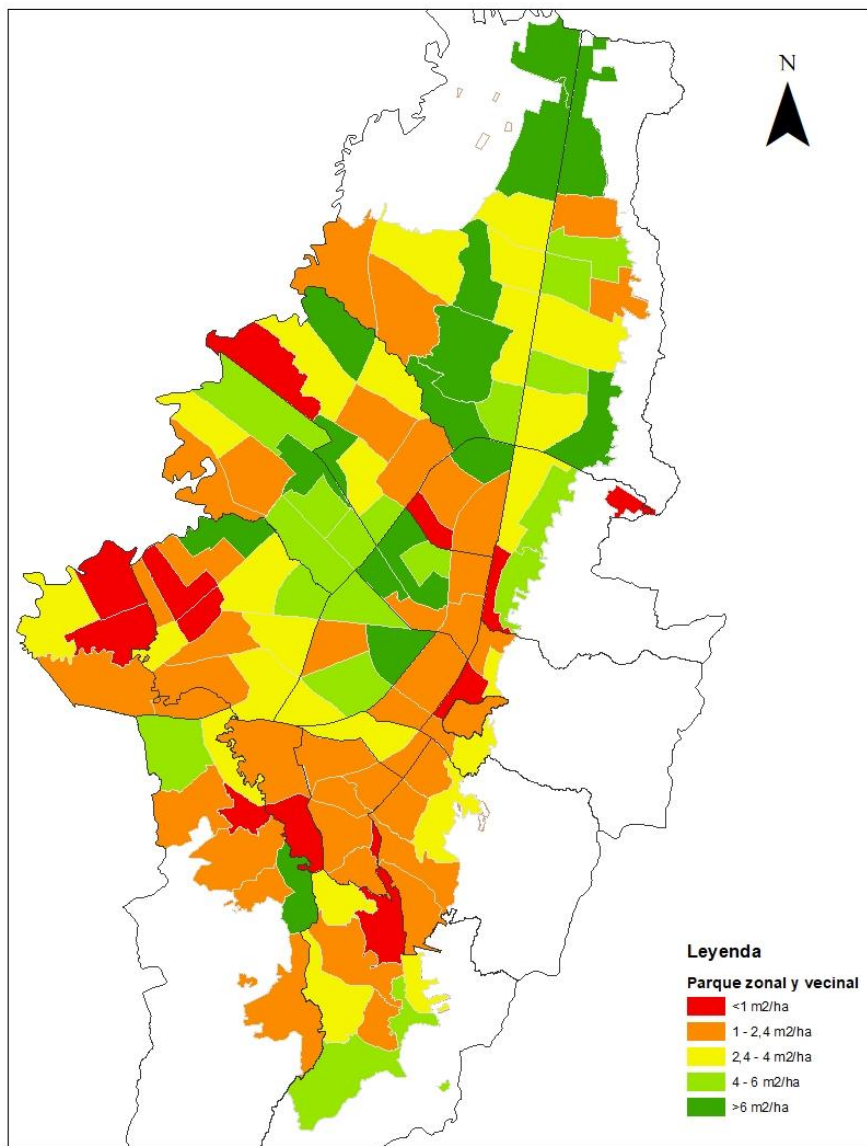 N
Leyenda
Parque zonal y vecinal
<1 m2/ha
1 - 2,4 m2/ha
2,4 - 4 m2/ha
4 - 6 m2/ha
>6 m2/ha